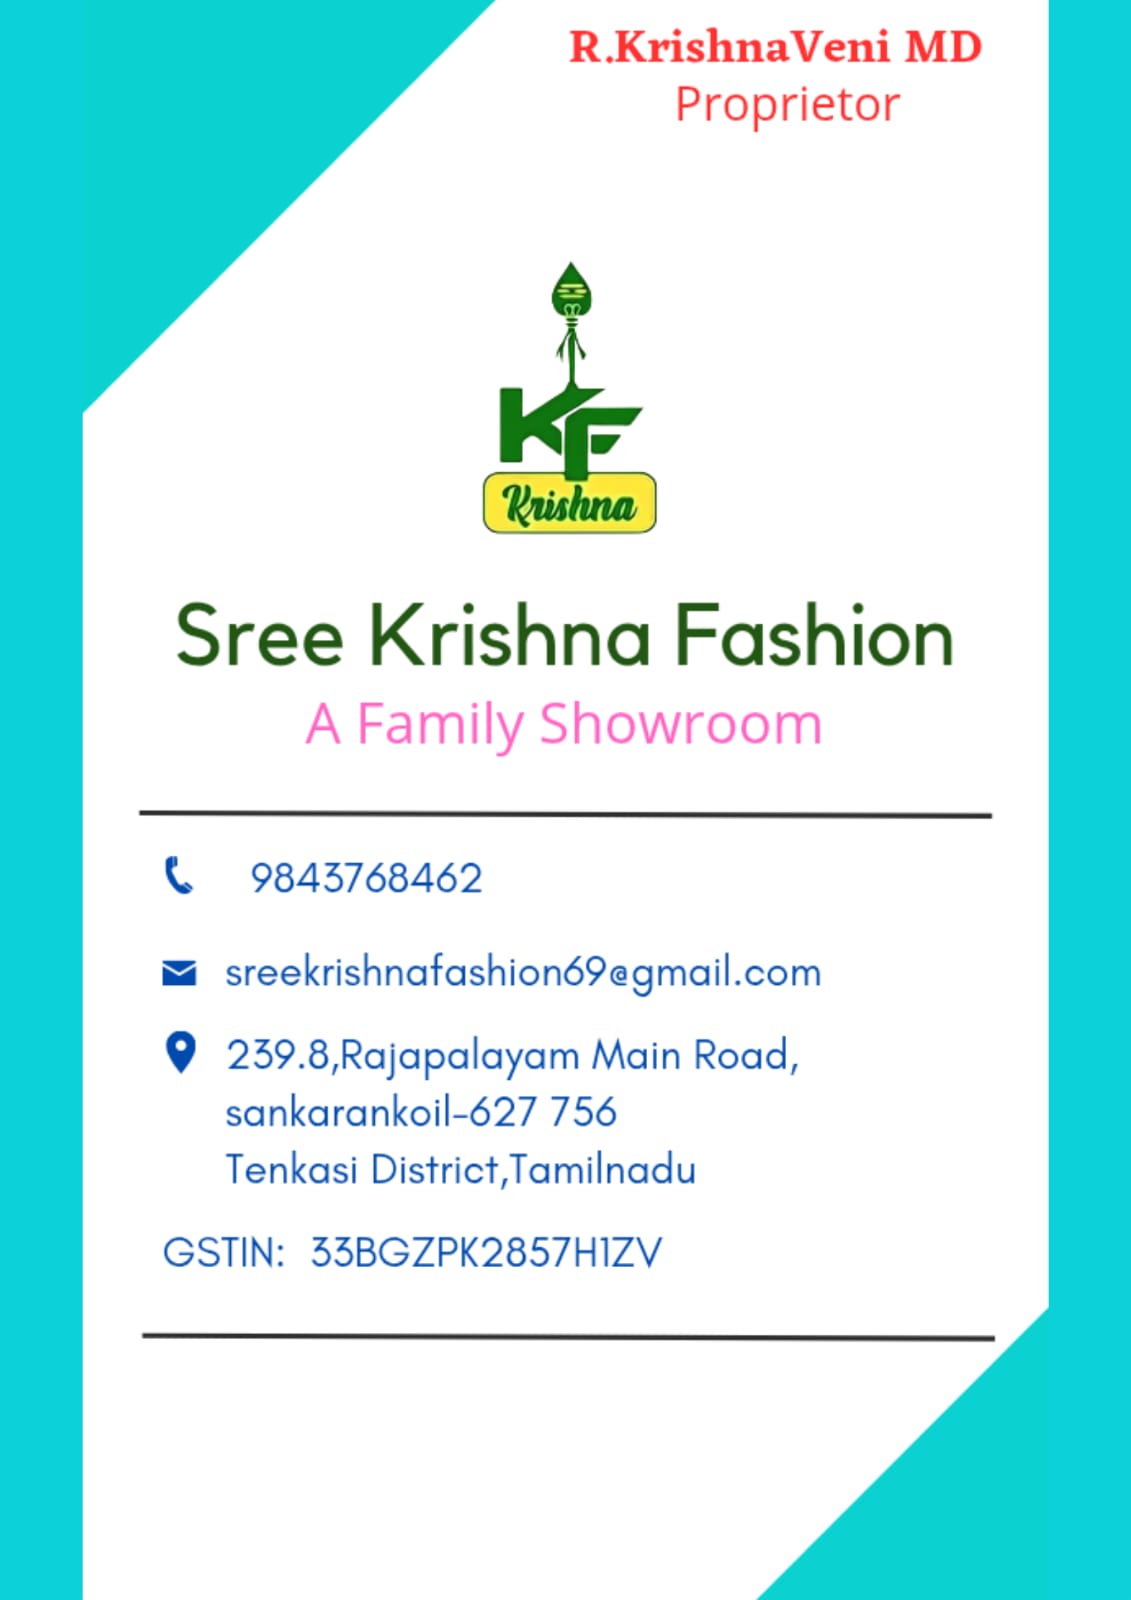 R.KrishnaVeni MD
Proprietor
KF
Krishna
Sree Krishna Fashion
A Family Showroom
9843768462
sreekrishnafashion69@gmail.com
239.8,Rajapalayam Main Road,
sankarankoil-627 756
Tenkasi District,Tamilnadu
GSTIN: 33BGZPK2857H1ZV